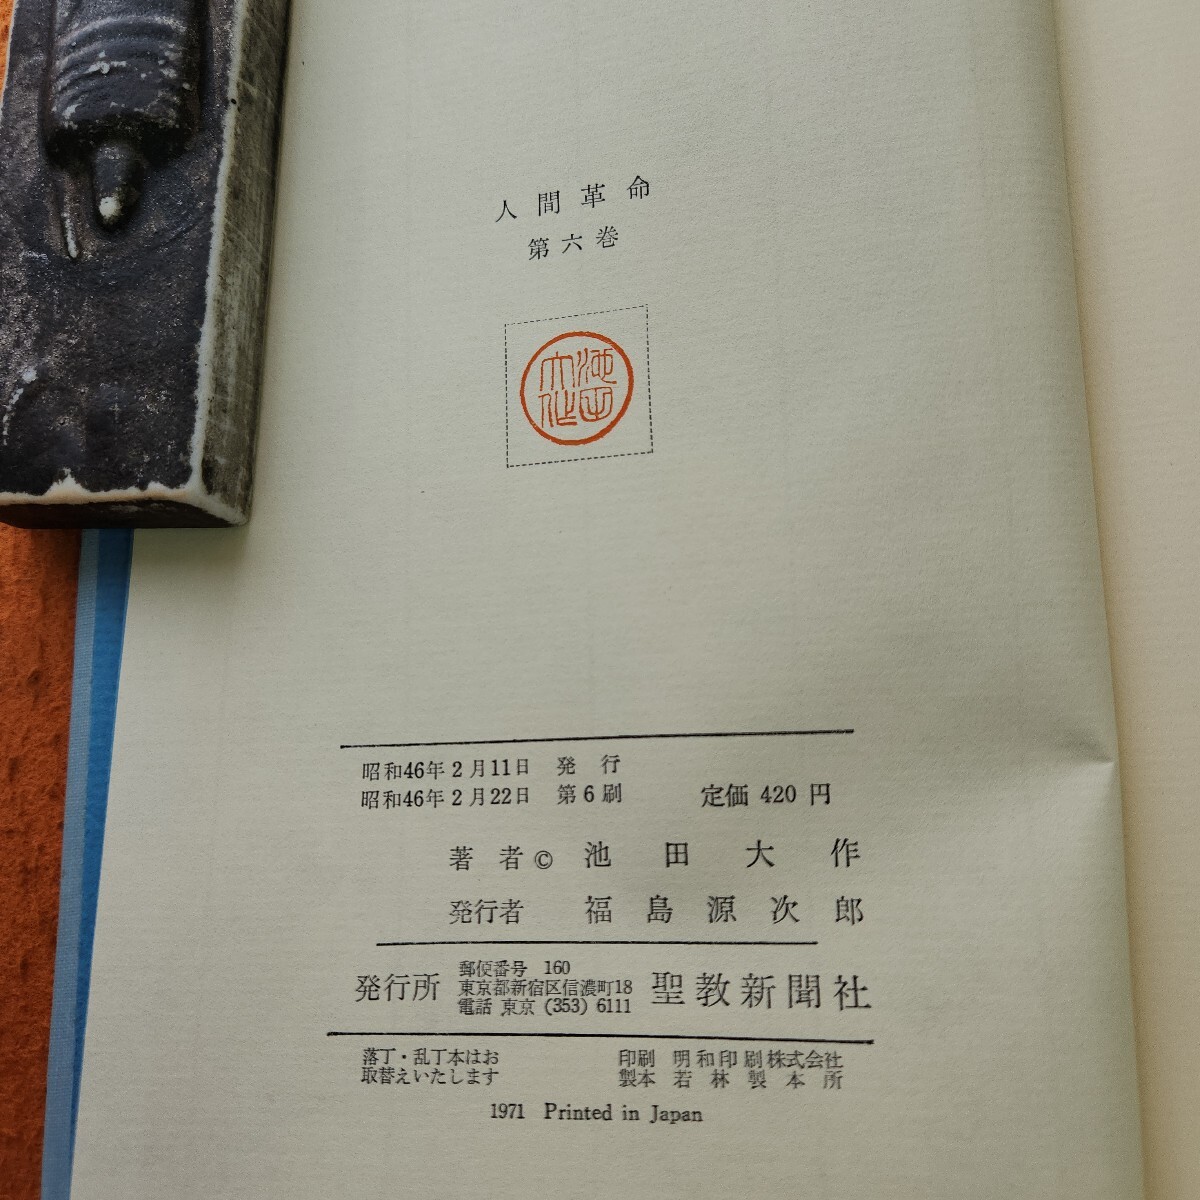 人間革命
第六巻
池田
大作
昭和46年2月11日 発行
昭和46年2月22日 第6刷 定価 420 円
著者 © 池田大作
発行者 福島源次郎
発行所 郵便番号 160
東京都新宿区信濃町18
電話 東京 (353) 6111
聖教新聞社
落丁・乱丁本はお
取替えいたします
印刷 明和印刷株式会社
製本 若林製本所
1971 Printed in Japan